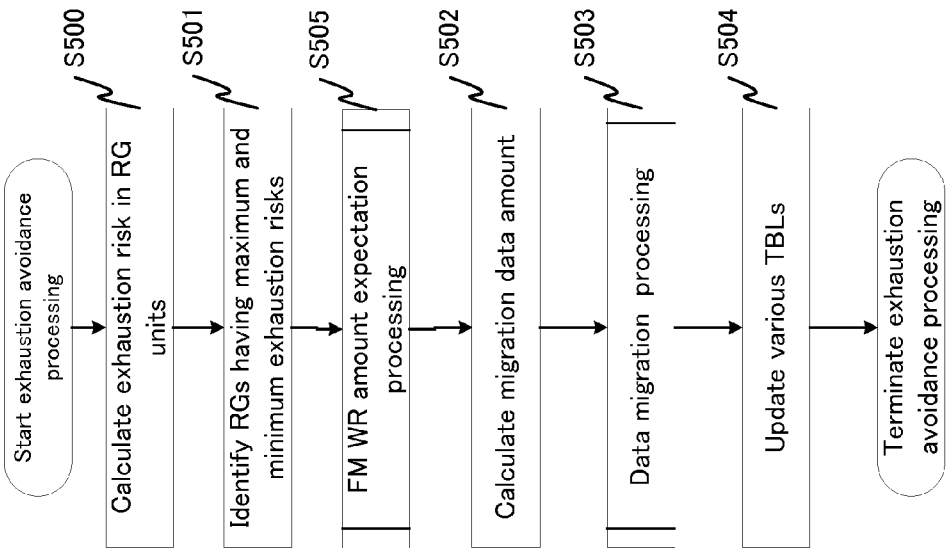 Start exhaustion avoidance
processing
S500
Calculate exhaustion risk in RG
units
S501
Identify RGs having maximum and
minimum exhaustion risks
S505
FM WR amount expectation
processing
S502
Calculate migration data amount
S503
Data migration processing
S504
Update various TBLs
Terminate exhaustion
avoidance processing